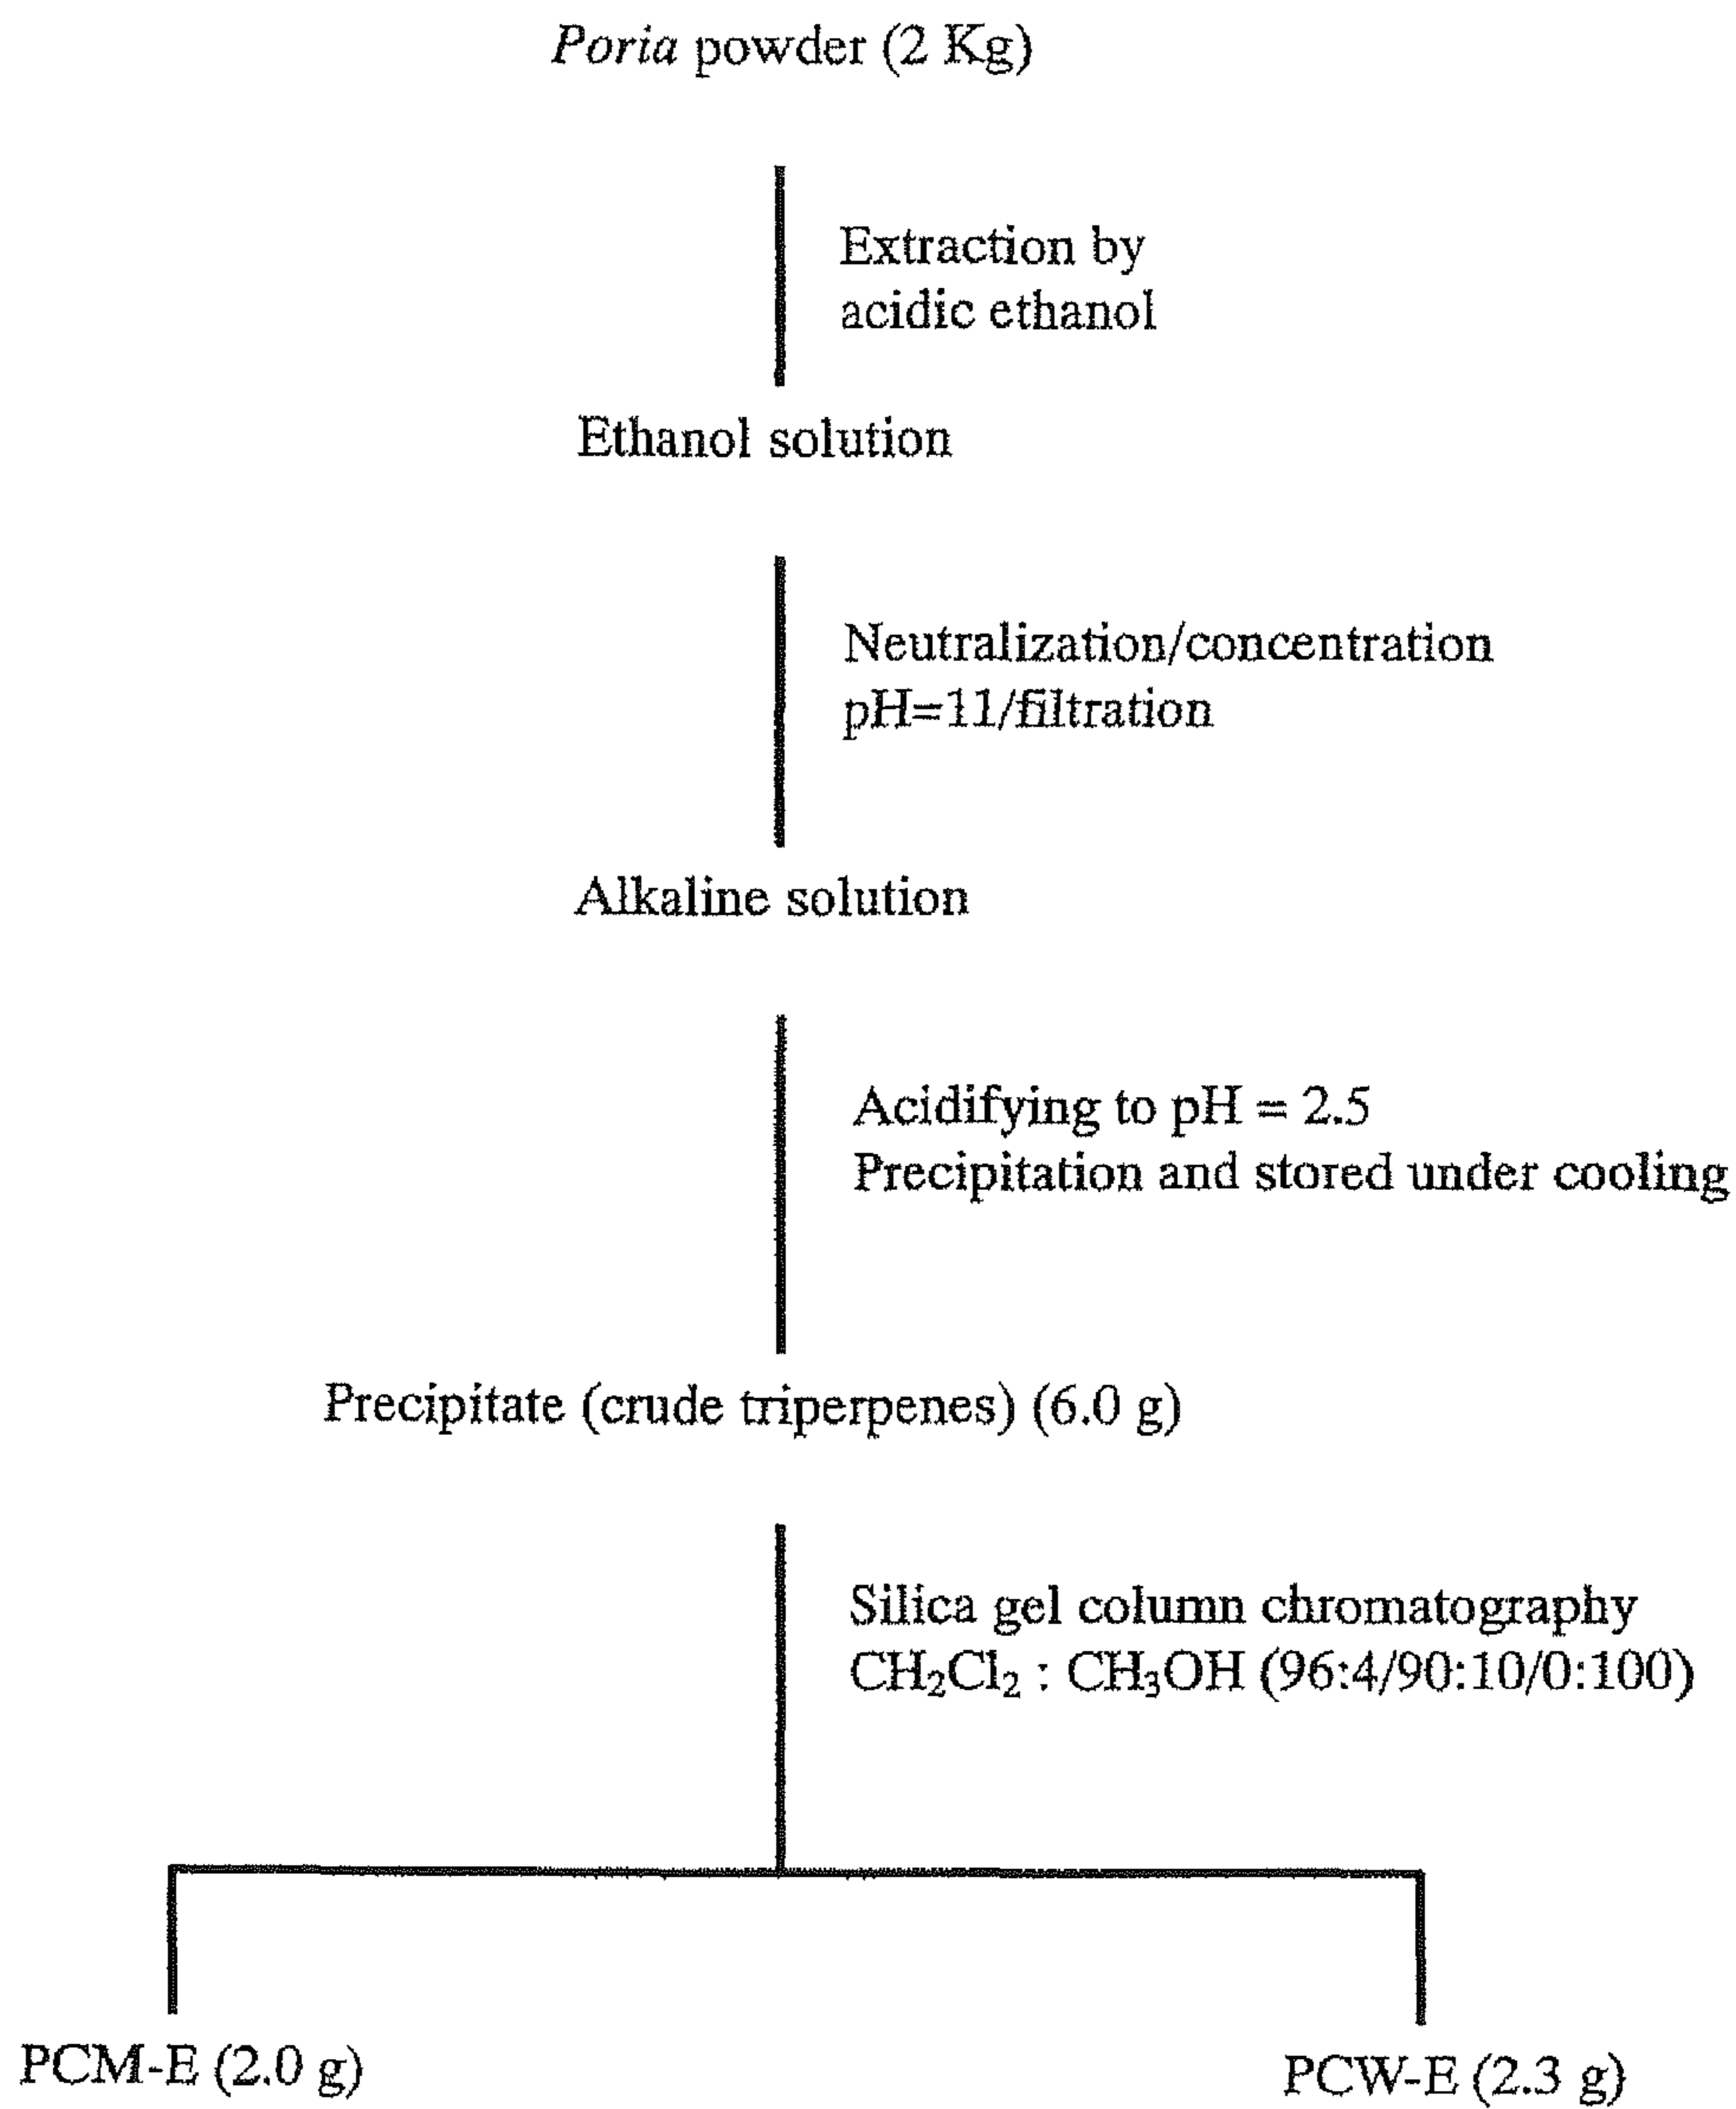 Poria powder (2 Kg)
Extraction by
acidic ethanol
Ethanol solution
Neutralization/concentration
pH=11/filtration
Alkaline solution
Acidifying to pH = 2.5
Precipitation and stored under cooling
Precipitate (crude triperpenes) (6.0 g)
Silica gel column chromatography
CH₂Cl₂ : CH₃OH (96:4/90:10/0:100)
PCM-E (2.0 g)
PCW-E (2.3 g)